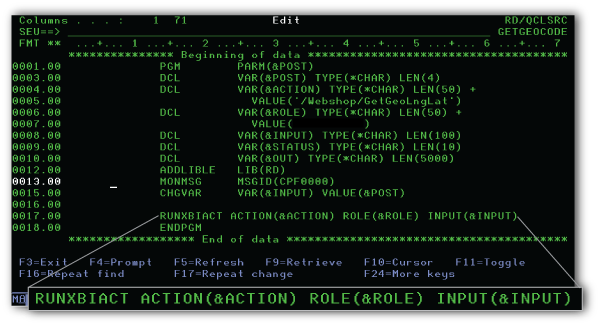 Columns . . . :    1  71    Edit    RD/QCLSRC
SEU==>    GETGEOCODE
FMT **  ...+... 1 ...+... 2 ...+... 3 ...+... 4 ...+... 5 ...+... 6 ...+... 7
*************** Beginning of data *************************************
0001.00    PGM    PARM(&POST)
0003.00    DCL    VAR(&POST) TYPE(*CHAR) LEN(4)
0004.00    DCL    VAR(&ACTION) TYPE(*CHAR) LEN(50) +
0005.00    VALUE('/Webshop/GetGeoLngLat')
0006.00    DCL    VAR(&ROLE) TYPE(*CHAR) LEN(50) +
0007.00    VALUE(    )
0008.00    DCL    VAR(&INPUT) TYPE(*CHAR) LEN(100)
0009.00    DCL    VAR(&STATUS) TYPE(*CHAR) LEN(10)
0010.00    DCL    VAR(&OUT) TYPE(*CHAR) LEN(5000)
0012.00    ADDLIBLE    LIB(RD)
0013.00    MONMSG    MSGID(CPF0000)
0015.00    CHGVAR    VAR(&INPUT) VALUE(&POST)
0016.00
0017.00    RUNXBIACT ACTION(&ACTION) ROLE(&ROLE) INPUT(&INPUT)
0018.00    ENDPGM
****************** End of data ****************************************
F3=Exit   F4=Prompt   F5=Refresh   F9=Retrieve   F10=Cursor   F11=Toggle
F16=Repeat find    F17=Repeat change    F24=More keys
RUNXBIACT ACTION(&ACTION) ROLE(&ROLE) INPUT(&INPUT)